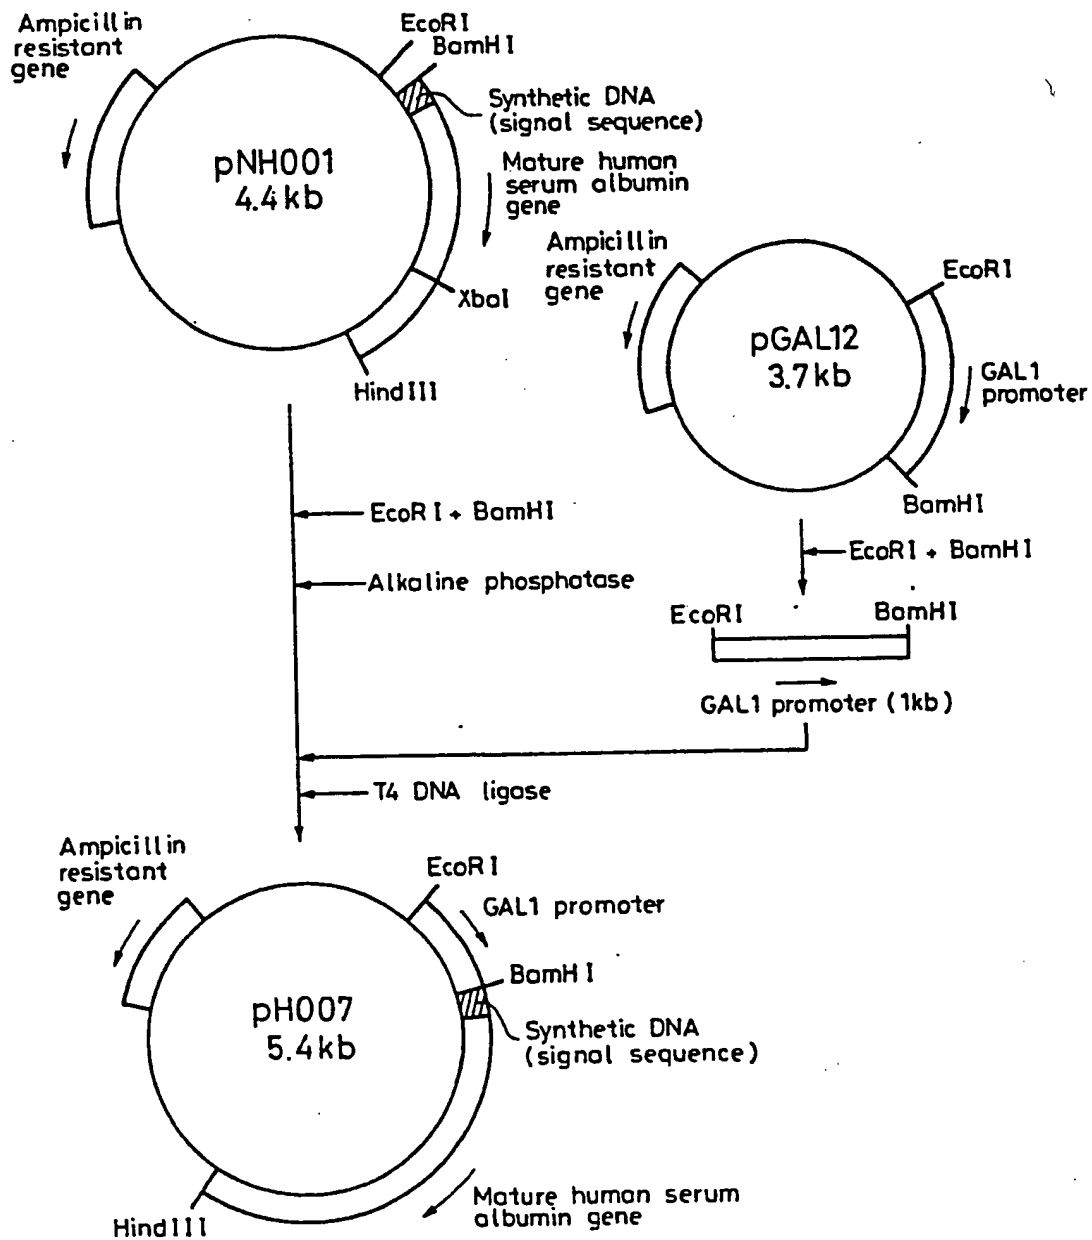 Ampicillin
resistant
gene
EcoRI
BamHI
Synthetic DNA
(signal sequence)
pNH001
4.4kb
Mature human
serum albumin
gene
XbaI
HindIII
Ampicillin
resistant
gene
EcoRI
pGAL12
3.7kb
GAL1
promoter
BamHI
EcoRI + BamHI
EcoRI + BamHI
Alkaline phosphatase
EcoRI
BamHI
GAL1 promoter (1kb)
T4 DNA ligase
Ampicillin
resistant
gene
EcoRI
GAL1 promoter
BamHI
pH007
5.4kb
Synthetic DNA
(signal sequence)
Mature human serum
albumin gene
HindIII